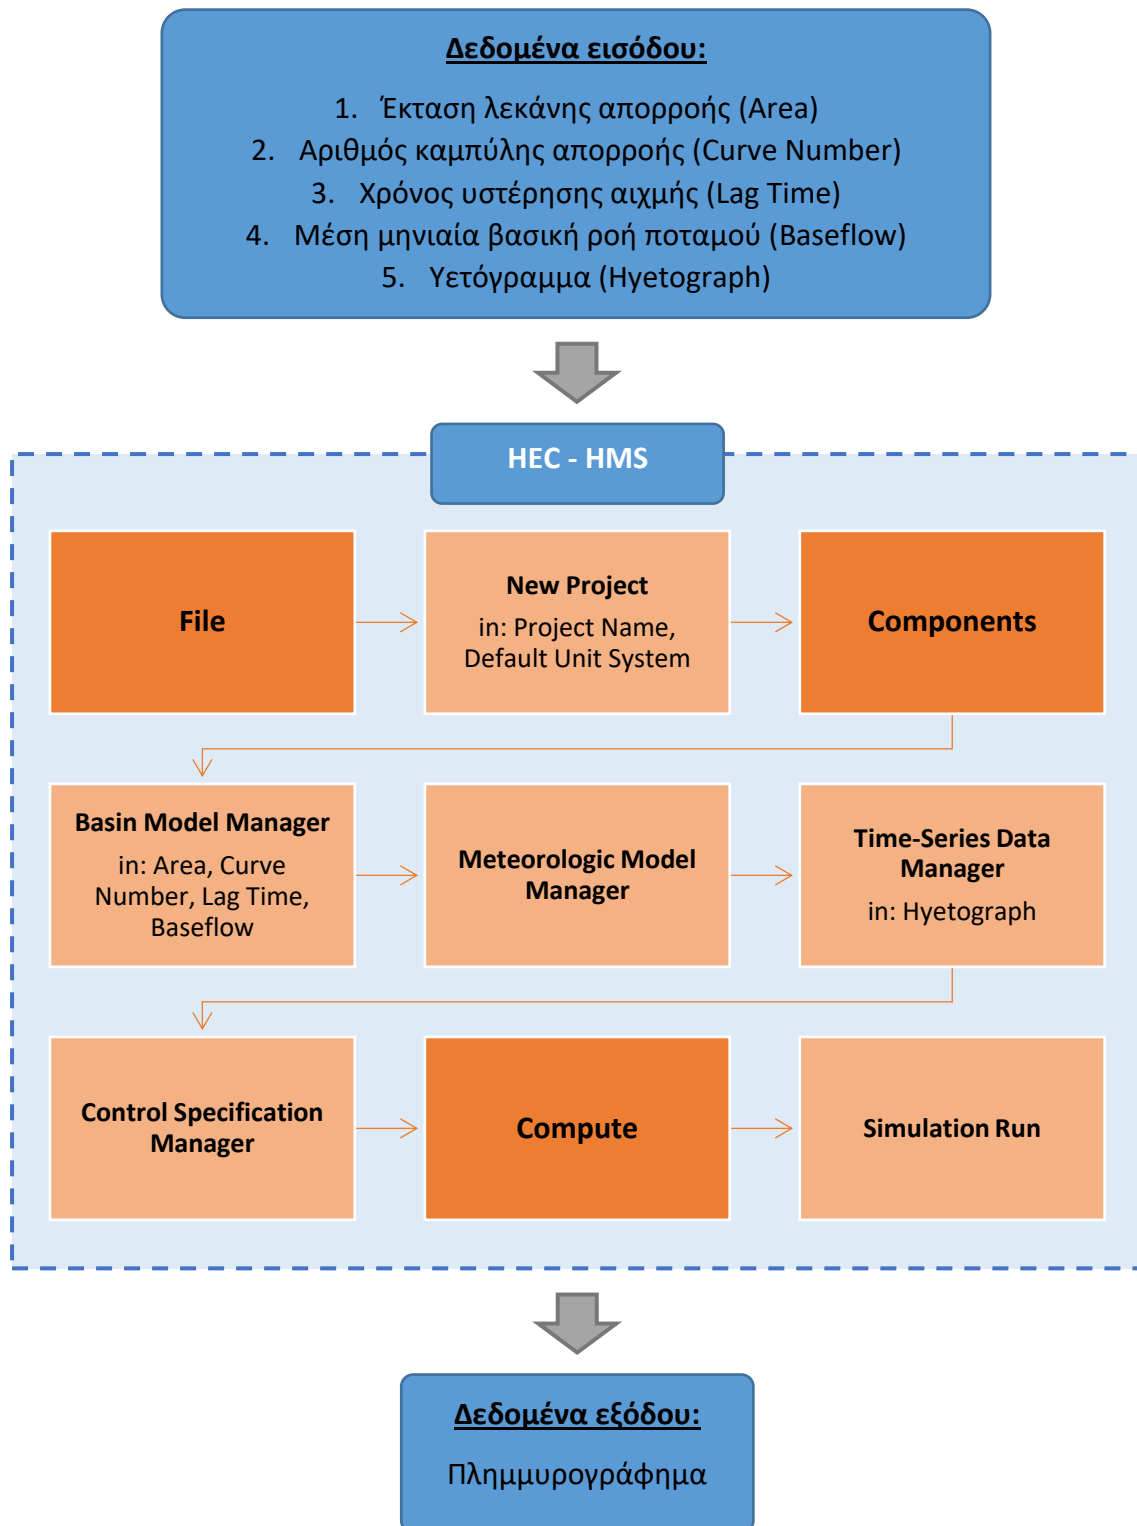 Δεδομένα εισόδου:
1. Έκταση λεκάνης απορροής (Area)
2. Αριθμός καμπύλης απορροής (Curve Number)
3. Χρόνος υστέρησης αιχμής (Lag Time)
4. Μέση μηνιαία βασική ροή ποταμού (Baseflow)
5. Υετόγραμμα (Hyetograph)
HEC - HMS
File
New Project
in: Project Name,
Default Unit System
Components
Basin Model Manager
in: Area, Curve
Number, Lag Time,
Baseflow
Meteorologic Model
Manager
Time-Series Data
Manager
in: Hyetograph
Control Specification
Manager
Compute
Simulation Run
Δεδομένα εξόδου:
Πλημμυρογράφημα